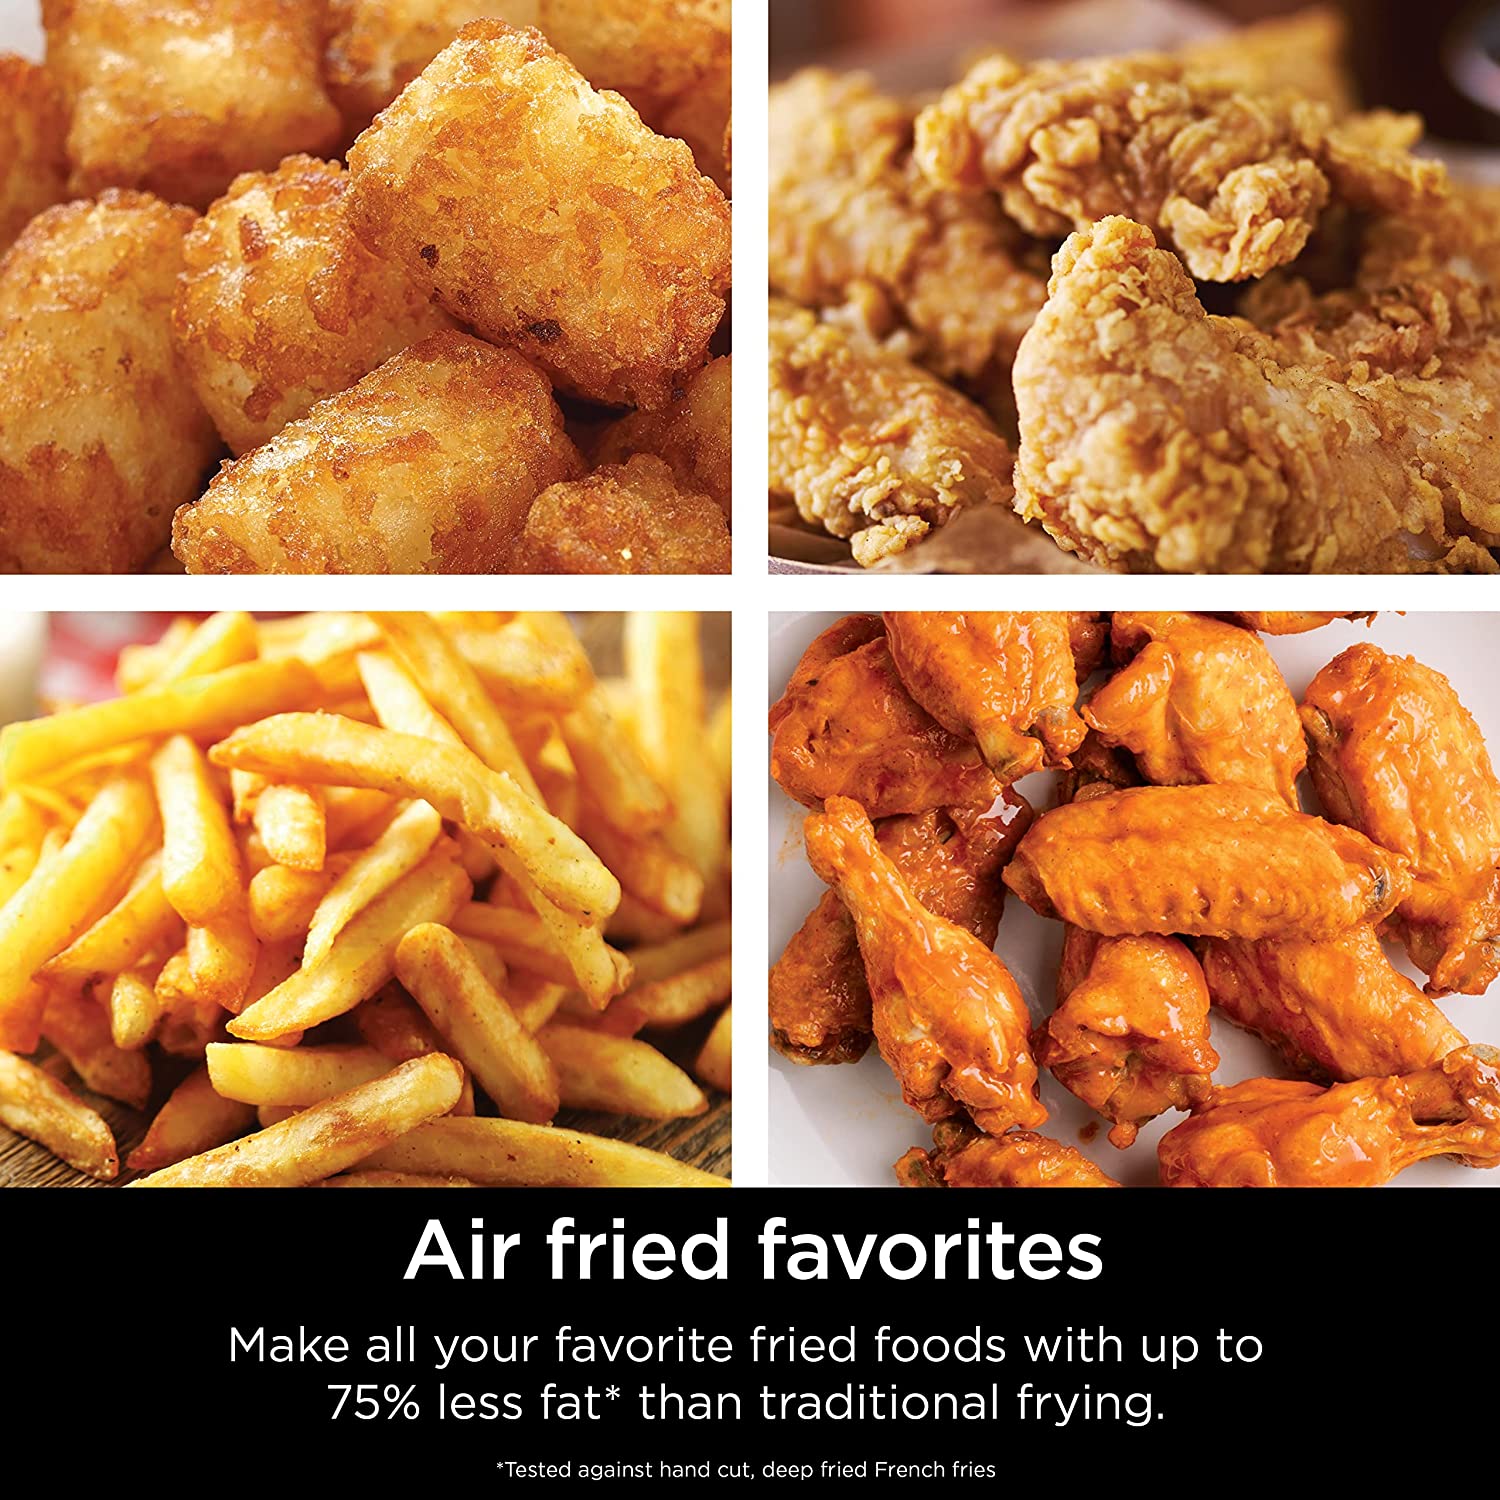 Air fried favorites
Make all your favorite fried foods with up to
75% less fat* than traditional frying.
*Tested against hand cut, deep fried French fries